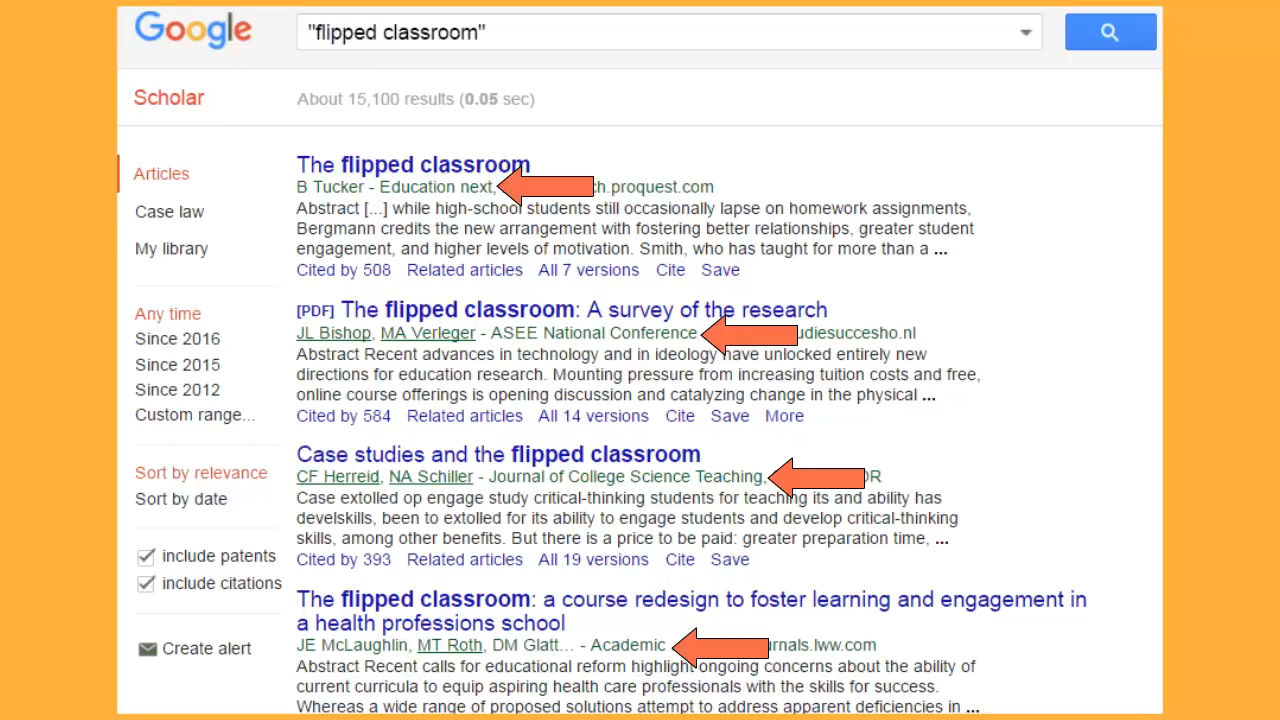 Google
"flipped classroom"
Scholar
About 15,100 results (0.05 sec)
Articles
Case law
My library
Any time
Since 2016
Since 2015
Since 2012
Custom range...
Sort by relevance
Sort by date
include patents
include citations
Create alert
The flipped classroom
B Tucker - Education next, ch.proquest.com
Abstract [...] while high-school students still occasionally lapse on homework assignments,
Bergmann credits the new arrangement with fostering better relationships, greater student
engagement, and higher levels of motivation. Smith, who has taught for more than a ...
Cited by 508 Related articles All 7 versions Cite Save
[PDF] The flipped classroom: A survey of the research
JL Bishop, MA Verleger - ASEE National Conference udiesuccesho.nl
Abstract Recent advances in technology and in ideology have unlocked entirely new
directions for education research. Mounting pressure from increasing tuition costs and free,
online course offerings is opening discussion and catalyzing change in the physical ...
Cited by 584 Related articles All 14 versions Cite Save More
Case studies and the flipped classroom
CF Herreid, NA Schiller - Journal of College Science Teaching, OR
Case extolled op engage study critical-thinking students for teaching its and ability has
develskills, been to extolled for its ability to engage students and develop critical-thinking
skills, among other benefits. But there is a price to be paid: greater preparation time, ...
Cited by 393 Related articles All 19 versions Cite Save
The flipped classroom: a course redesign to foster learning and engagement in
a health professions school
JE McLaughlin, MT Roth, DM Glatt... - Academic urnals.lww.com
Abstract Recent calls for educational reform highlight ongoing concerns about the ability of
current curricula to equip aspiring health care professionals with the skills for success.
Whereas a wide range of proposed solutions attempt to address apparent deficiencies in ...